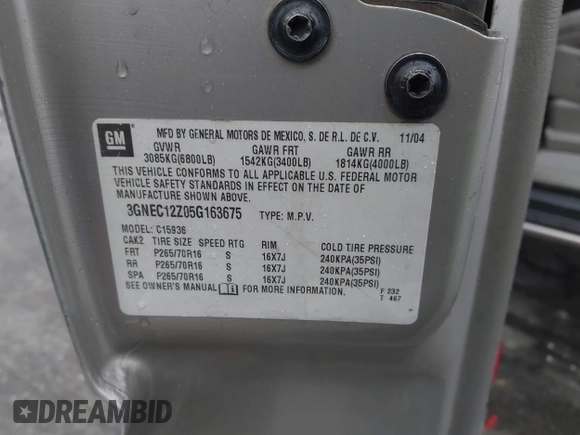 GM
MFD BY GENERAL MOTORS DE MEXICO, S. DE R.L. DE C.V. 11/04
GVWR GAWR FRT GAWR RR
3085KG(6800LB) 1542KG(3400LB) 1814KG(4000LB)
THIS VEHICLE CONFORMS TO ALL APPLICABLE U.S. FEDERAL MOTOR
VEHICLE SAFETY STANDARDS IN EFFECT ON THE DATE OF
MANUFACTURE SHOWN ABOVE.
3GNEC12Z05G163675 TYPE: M.P.V.
MODEL: C15936
CAK2 TIRE SIZE SPEED RTG RIM COLD TIRE PRESSURE
FRT P265/70R16 S 16X7J 240KPA(35PSI)
RR P265/70R16 S 16X7J 240KPA(35PSI)
SPA P265/70R16 S 16X7J 240KPA(35PSI)
SEE OWNER'S MANUAL FOR MORE INFORMATION.
F 232
T 467
DREAMBID